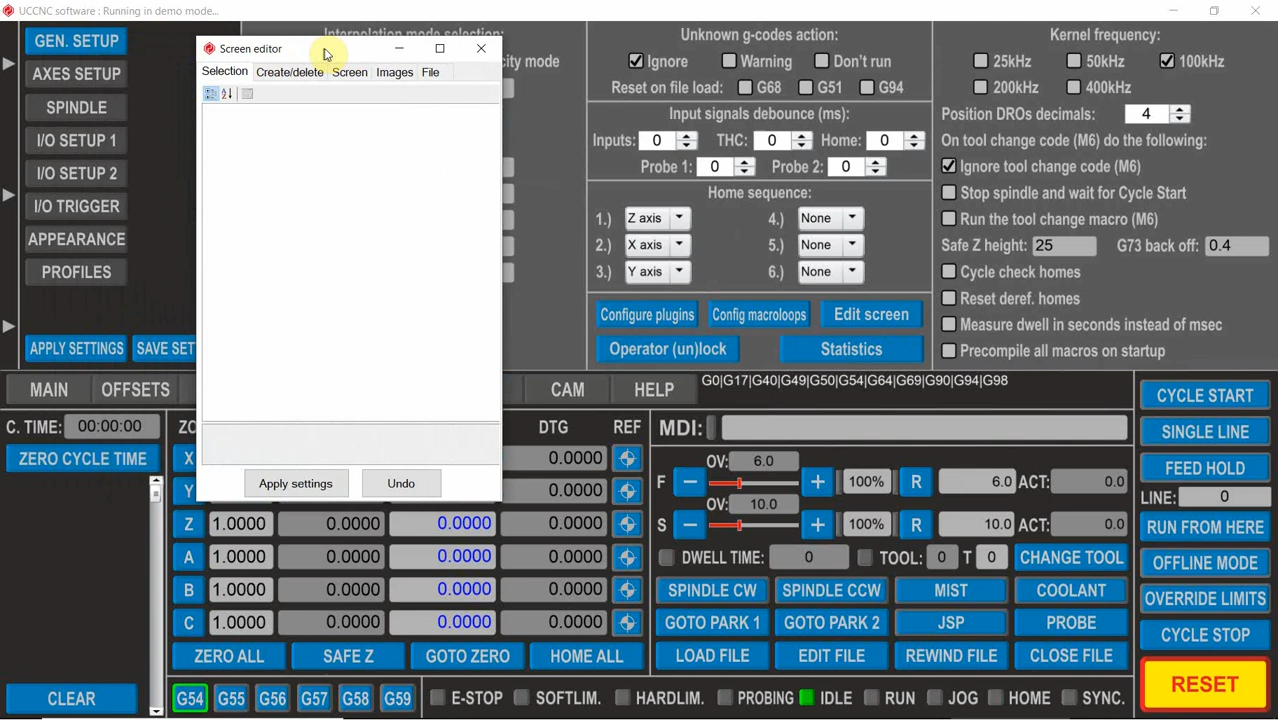 UCCNC software : Running in demo mode...
GEN. SETUP
AXES SETUP
SPINDLE
I/O SETUP 1
I/O SETUP 2
I/O TRIGGER
APPEARANCE
PROFILES
APPLY SETTINGS
SAVE SET
Screen editor
Selection
Create/delete
Screen
Images
File
Apply settings
Undo
city mode
Unknown g-codes action:
Ignore
Warning
Don't run
Reset on file load:
G68
G51
G94
Input signals debounce (ms):
Inputs: 0
THC: 0
Home: 0
Probe 1: 0
Probe 2: 0
Home sequence:
1.) Z axis
4.) None
2.) X axis
5.) None
3.) Y axis
6.) None
Configure plugins
Config macroloops
Edit screen
Operator (un)lock
Statistics
Kernel frequency:
25kHz
50kHz
100kHz
200kHz
400kHz
Position DROs decimals: 4
On tool change code (M6) do the following:
Ignore tool change code (M6)
Stop spindle and wait for Cycle Start
Run the tool change macro (M6)
Safe Z height: 25
G73 back off: 0.4
Cycle check homes
Reset deref. homes
Measure dwell in seconds instead of msec
Precompile all macros on startup
MAIN
OFFSETS
CAM
HELP
G0|G17|G40|G49|G50|G54|G64|G69|G90|G94|G98
C. TIME: 00:00:00
ZERO CYCLE TIME
CLEAR
DTG
REF
X
0.0000
Y
0.0000
Z 1.0000 0.0000 0.0000 0.0000
A 1.0000 0.0000 0.0000 0.0000
B 1.0000 0.0000 0.0000 0.0000
C 1.0000 0.0000 0.0000 0.0000
ZERO ALL
SAFE Z
GOTO ZERO
HOME ALL
G54
G55
G56
G57
G58
G59
MDI:
OV: 6.0
F − + 100% R 6.0 ACT: 0.0
OV: 10.0
S − + 100% R 10.0 ACT: 0.0
DWELL TIME: 0
TOOL: 0 T 0
CHANGE TOOL
SPINDLE CW
SPINDLE CCW
MIST
COOLANT
GOTO PARK 1
GOTO PARK 2
JSP
PROBE
LOAD FILE
EDIT FILE
REWIND FILE
CLOSE FILE
E-STOP
SOFTLIM.
HARDLIM.
PROBING
IDLE
RUN
JOG
HOME
SYNC.
CYCLE START
SINGLE LINE
FEED HOLD
LINE: 0
RUN FROM HERE
OFFLINE MODE
OVERRIDE LIMITS
CYCLE STOP
RESET